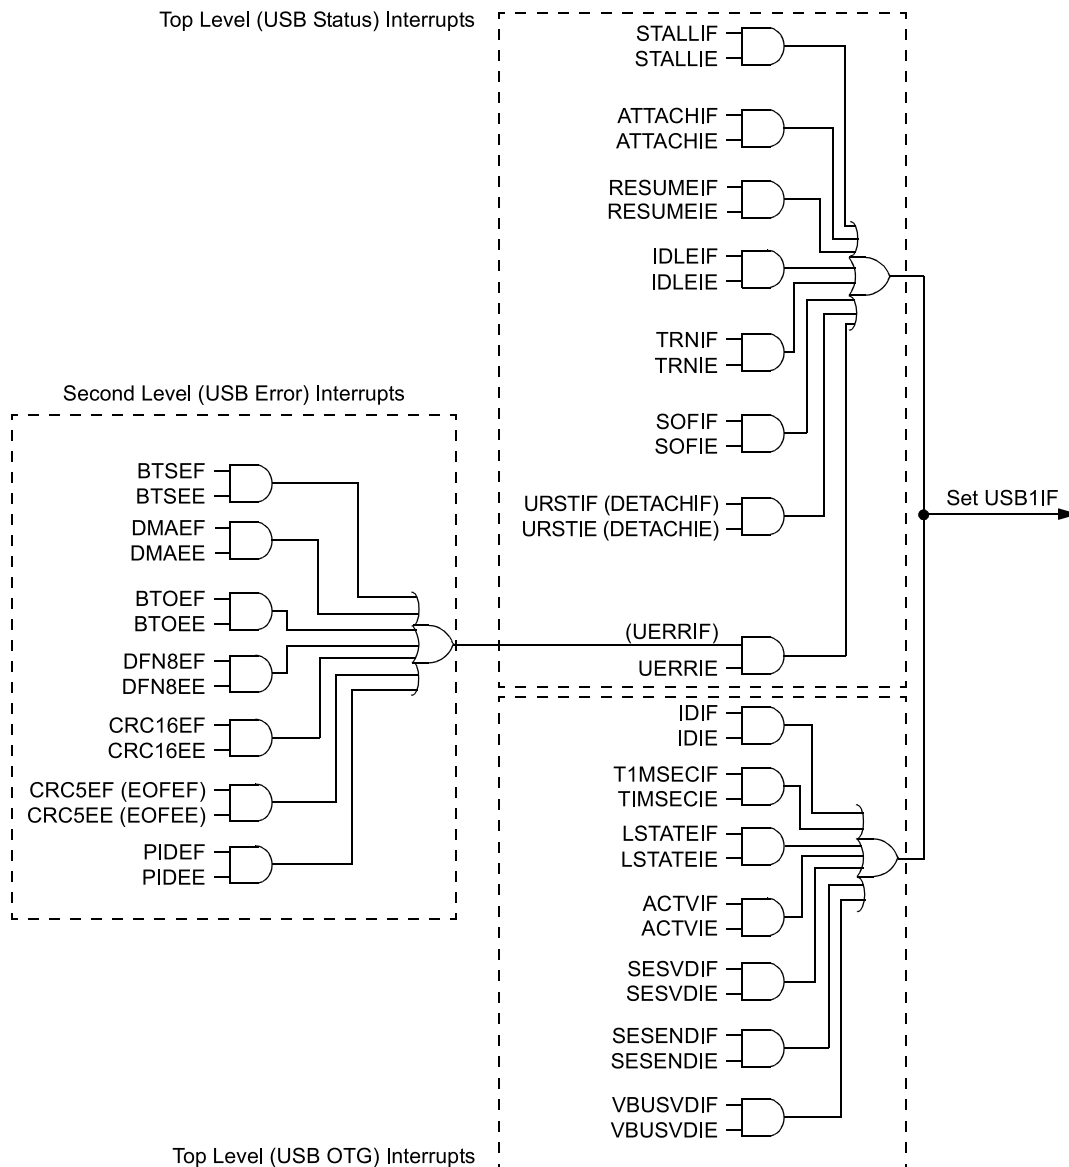 Top Level (USB Status) Interrupts
STALLIF
STALLIE
ATTACHIF
ATTACHIE
RESUMEIF
RESUMEIE
IDLEIF
IDLEIE
TRNIF
TRNIE
SOFIF
SOFIE
URSTIF (DETACHIF)
URSTIE (DETACHIE)
(UERRIF)
UERRIE
Second Level (USB Error) Interrupts
BTSEF
BTSEE
DMAEF
DMAEE
BTOEF
BTOEE
DFN8EF
DFN8EE
CRC16EF
CRC16EE
CRC5EF (EOFEF)
CRC5EE (EOFEE)
PIDEF
PIDEE
Set USB1IF
IDIF
IDIE
T1MSECIF
TIMSECIE
LSTATEIF
LSTATEIE
ACTVIF
ACTVIE
SESVDIF
SESVDIE
SESENDIF
SESENDIE
VBUSVDIF
VBUSVDIE
Top Level (USB OTG) Interrupts